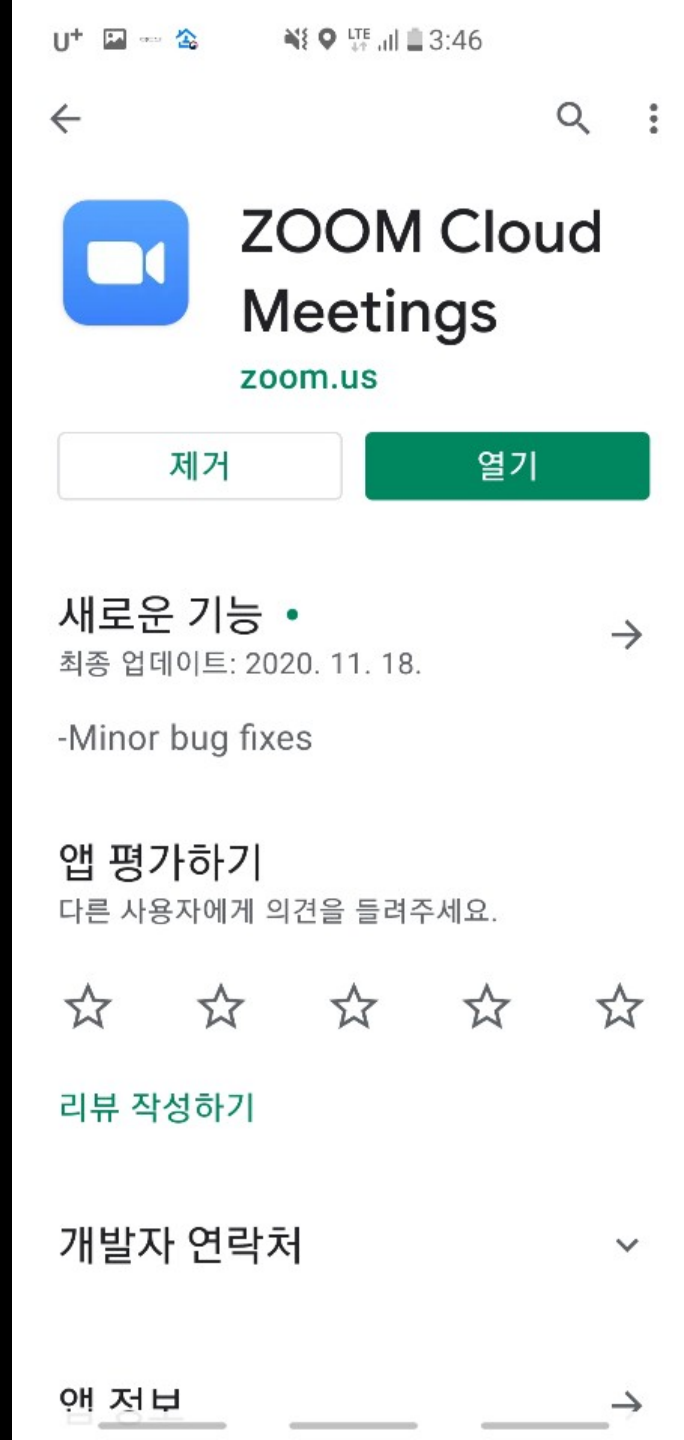 U+ LTE 3:46
ZOOM Cloud
Meetings
zoom.us
제거 열기
새로운 기능
최종 업데이트: 2020. 11. 18.
-Minor bug fixes
앱 평가하기
다른 사용자에게 의견을 들려주세요.
리뷰 작성하기
개발자 연락처
앱 정보